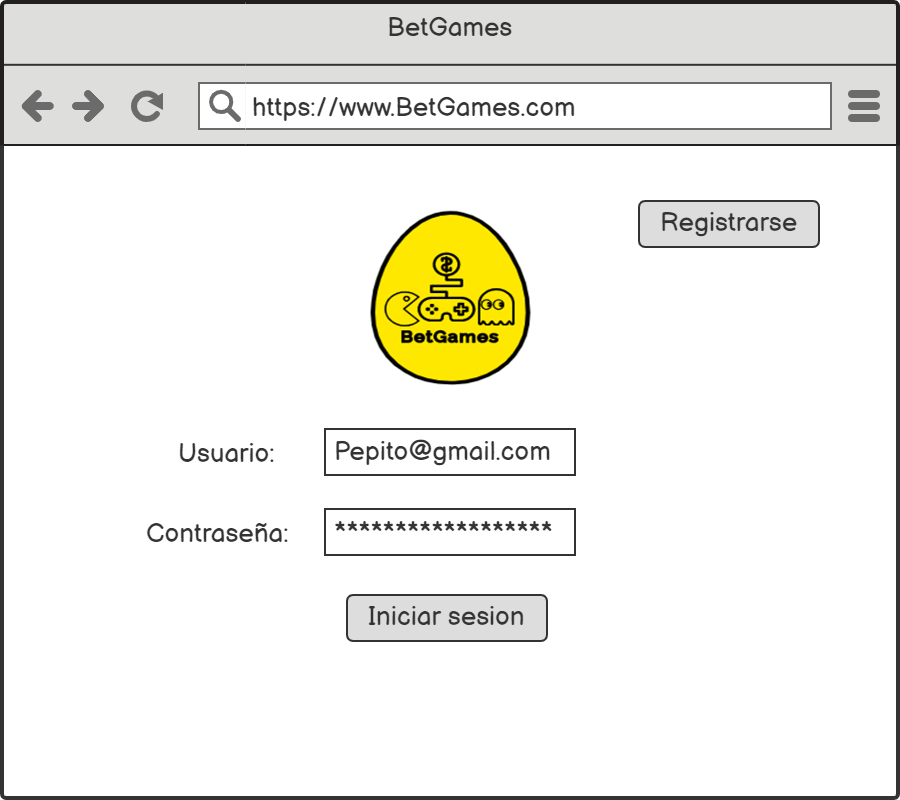 BetGames
https://www.BetGames.com
Registrarse
BetGames
Usuario:
Pepito@gmail.com
Contraseña:
******************
Iniciar sesion